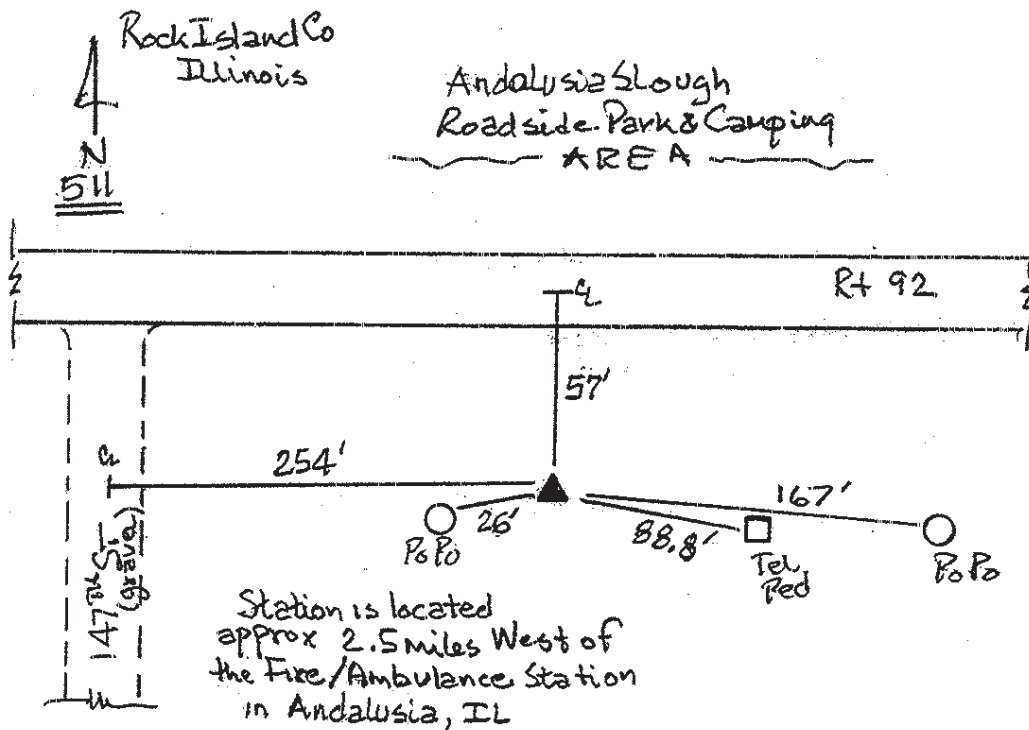 Rock Island Co
Illinois
N
511
Andalusia Slough
Roadside Park & Camping
AREA
℄
Rt 92
57'
254'
℄
147th St
(gravel)
26'
PoPo
88.8'
Tel.
Ped
167'
PoPo
Station is located
approx 2.5 miles West of
the Fire/Ambulance Station
in Andalusia, IL